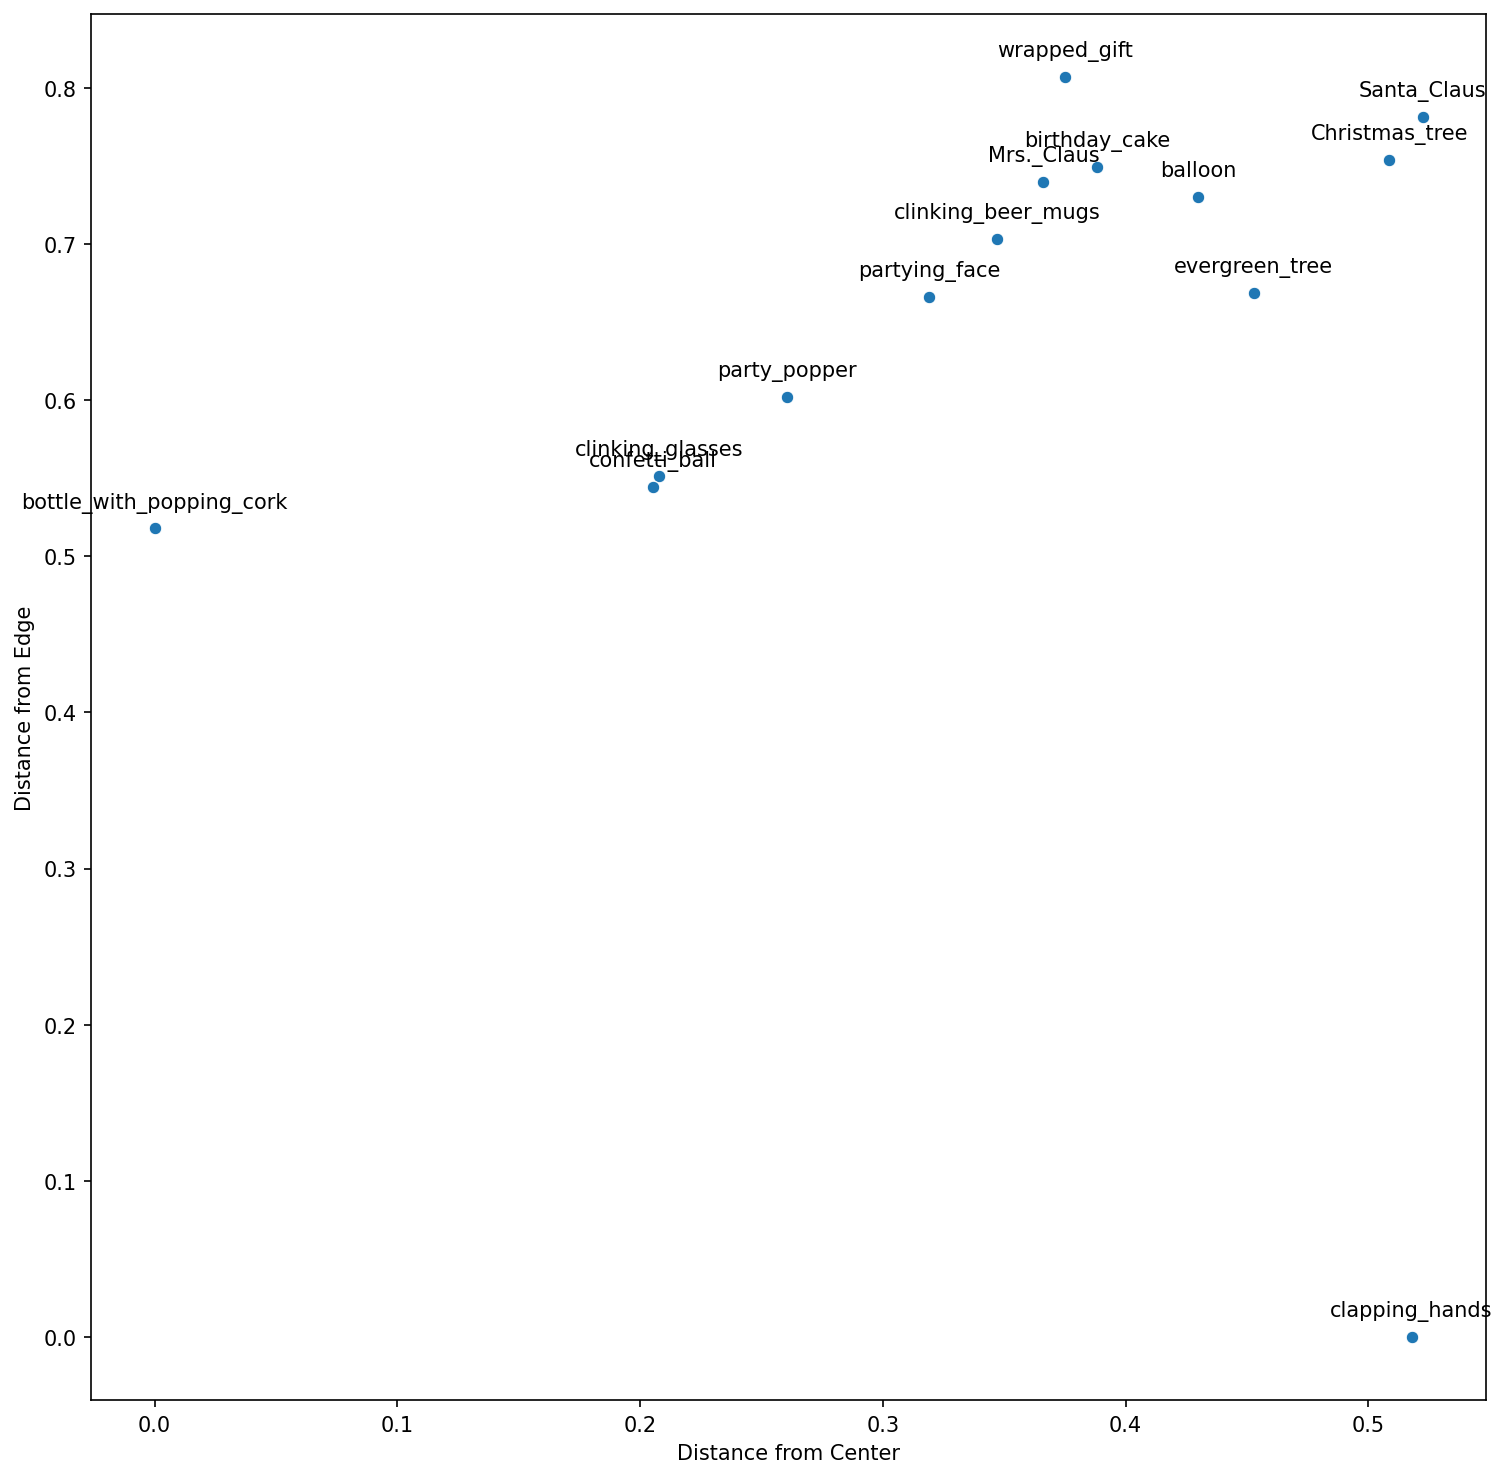 wrapped_gift
Santa_Claus
Christmas_tree
birthday_cake
Mrs._Claus
balloon
clinking_beer_mugs
evergreen_tree
partying_face
party_popper
clinking_glasses
confetti_ball
bottle_with_popping_cork
clapping_hands
0.8
0.7
0.6
0.5
0.4
0.3
0.2
0.1
0.0
Distance from Edge
0.0 0.1 0.2 0.3 0.4 0.5
Distance from Center